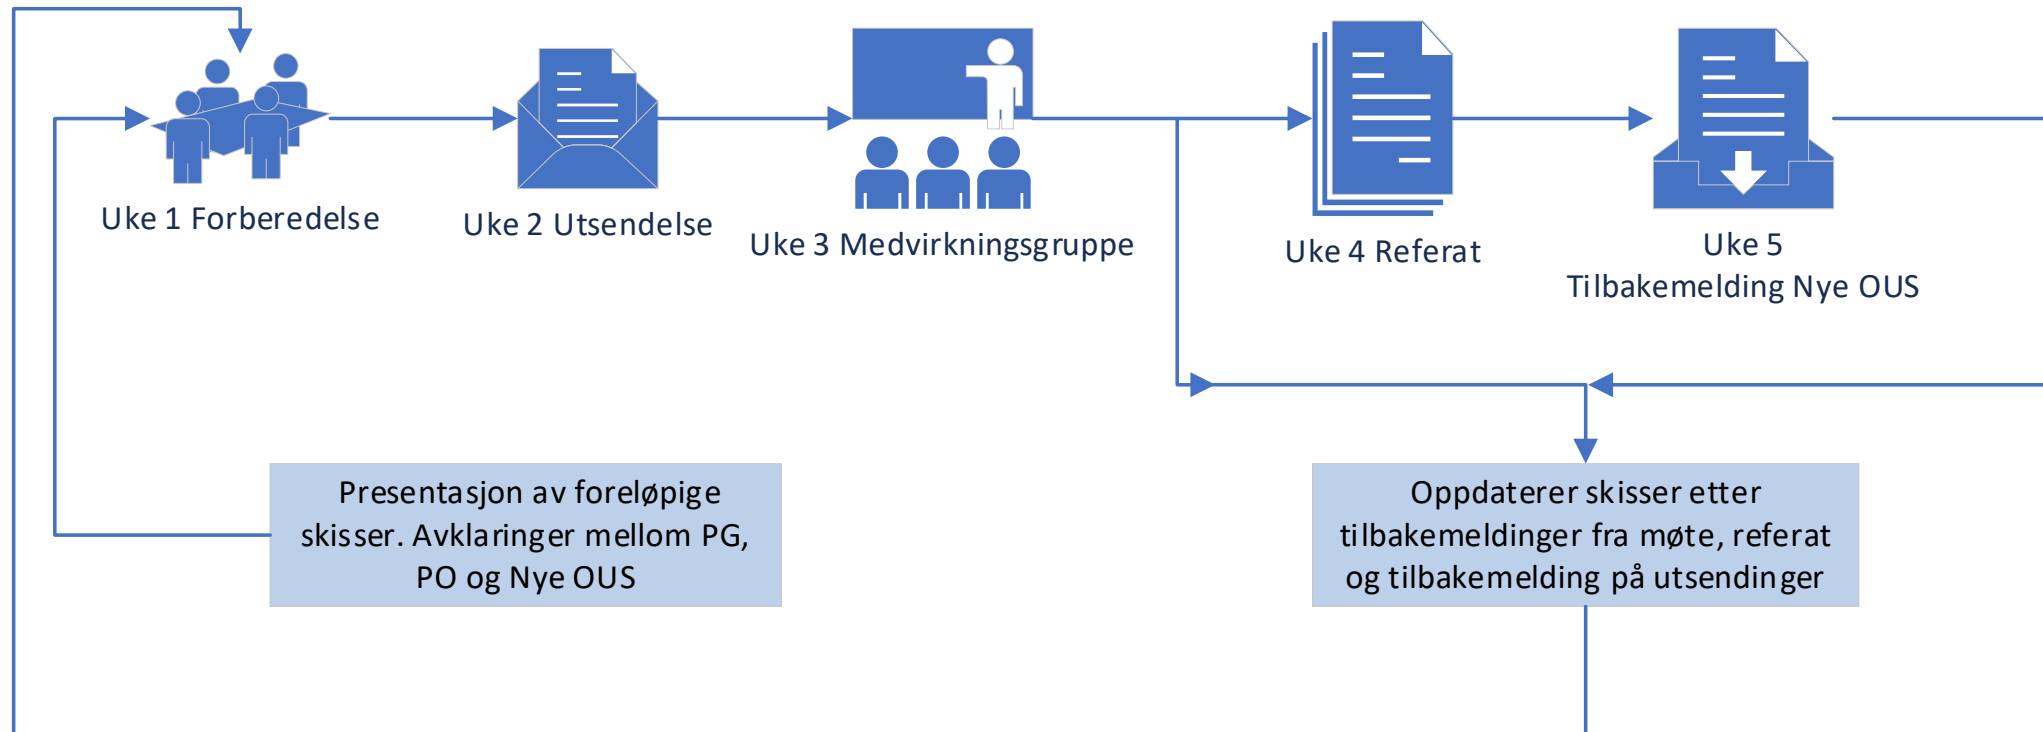 Uke 1 Forberedelse
Uke 2 Utsendelse
Uke 3 Medvirkningsgruppe
Uke 4 Referat
Uke 5
Tilbakemelding Nye OUS
Presentasjon av foreløpige
skisser. Avklaringer mellom PG,
PO og Nye OUS
Oppdaterer skisser etter
tilbakemeldinger fra møte, referat
og tilbakemelding på utsendinger